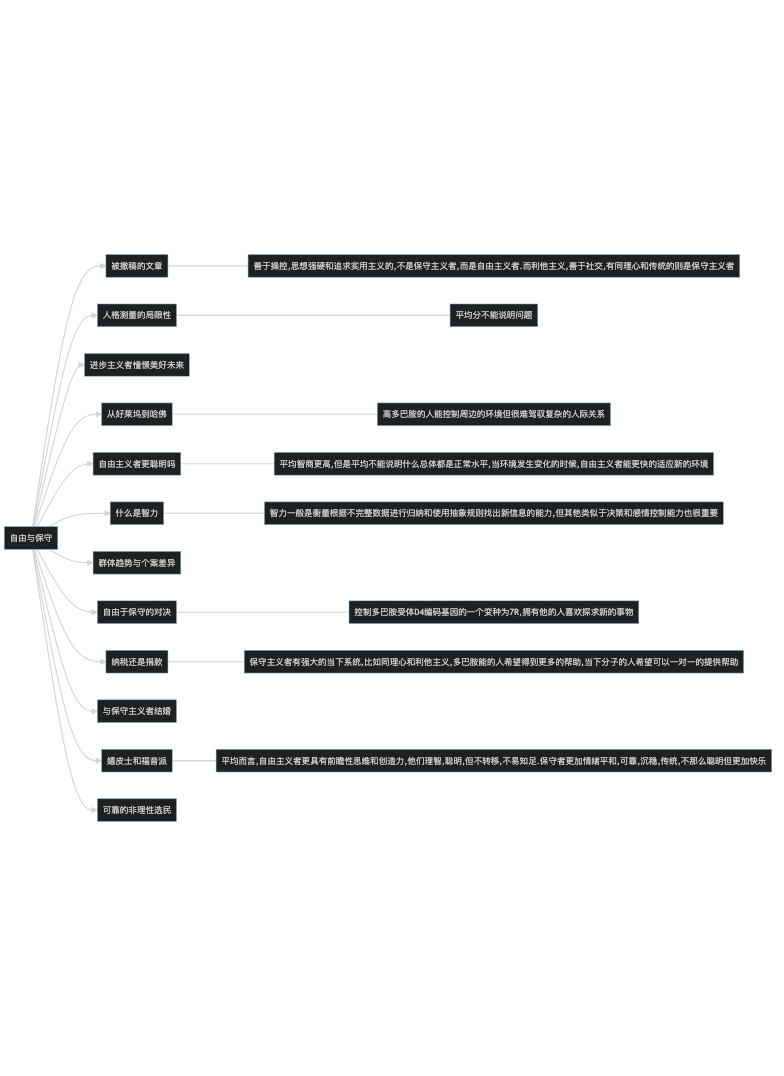 被撤稿的文章
善于操控,思想强硬和追求实用主义的,不是保守主义者,而是自由主义者.而利他主义,善于社交,有同理心和传统的则是保守主义者
人格测量的局限性
平均分不能说明问题
进步主义者憧憬美好未来
从好莱坞到哈佛
高多巴胺的人能控制周边的环境但很难驾驭复杂的人际关系
自由主义者更聪明吗
平均智商更高,但是平均不能说明什么总体都是正常水平,当环境发生变化的时候,自由主义者能更快的适应新的环境
什么是智力
智力一般是衡量根据不完整数据进行归纳和使用抽象规则找出新信息的能力,但其他类似于决策和感情控制能力也很重要
自由与保守
群体趋势与个案差异
自由于保守的对决
控制多巴胺受体D4编码基因的一个变种为7R,拥有他的人喜欢探求新的事物
纳税还是捐款
保守主义者有强大的当下系统,比如同理心和利他主义,多巴胺能的人希望得到更多的帮助,当下分子的人希望可以一对一的提供帮助
与保守主义者结婚
嬉皮士和福音派
平均而言,自由主义者更具有前瞻性思维和创造力,他们理智,聪明,但不转移,不易知足.保守者更加情绪平和,可靠,沉稳,传统,不那么聪明但更加快乐
可靠的非理性选民